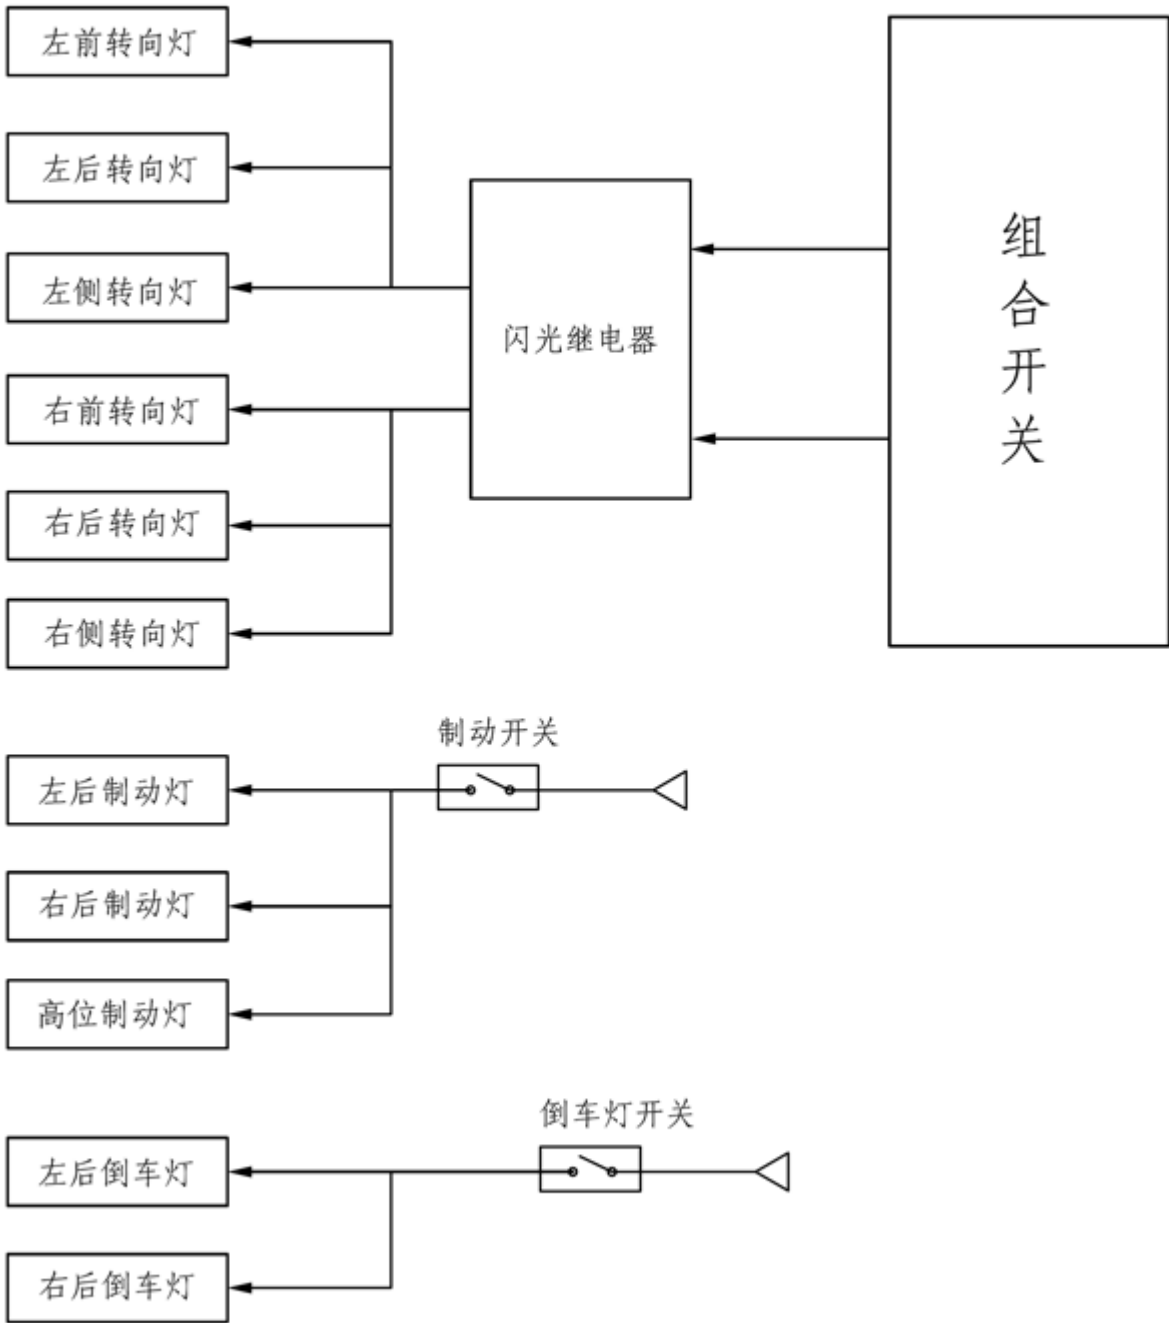 左前转向灯
左后转向灯
左侧转向灯
右前转向灯
右后转向灯
右侧转向灯
闪光继电器
组合开关
制动开关
左后制动灯
右后制动灯
高位制动灯
倒车灯开关
左后倒车灯
右后倒车灯